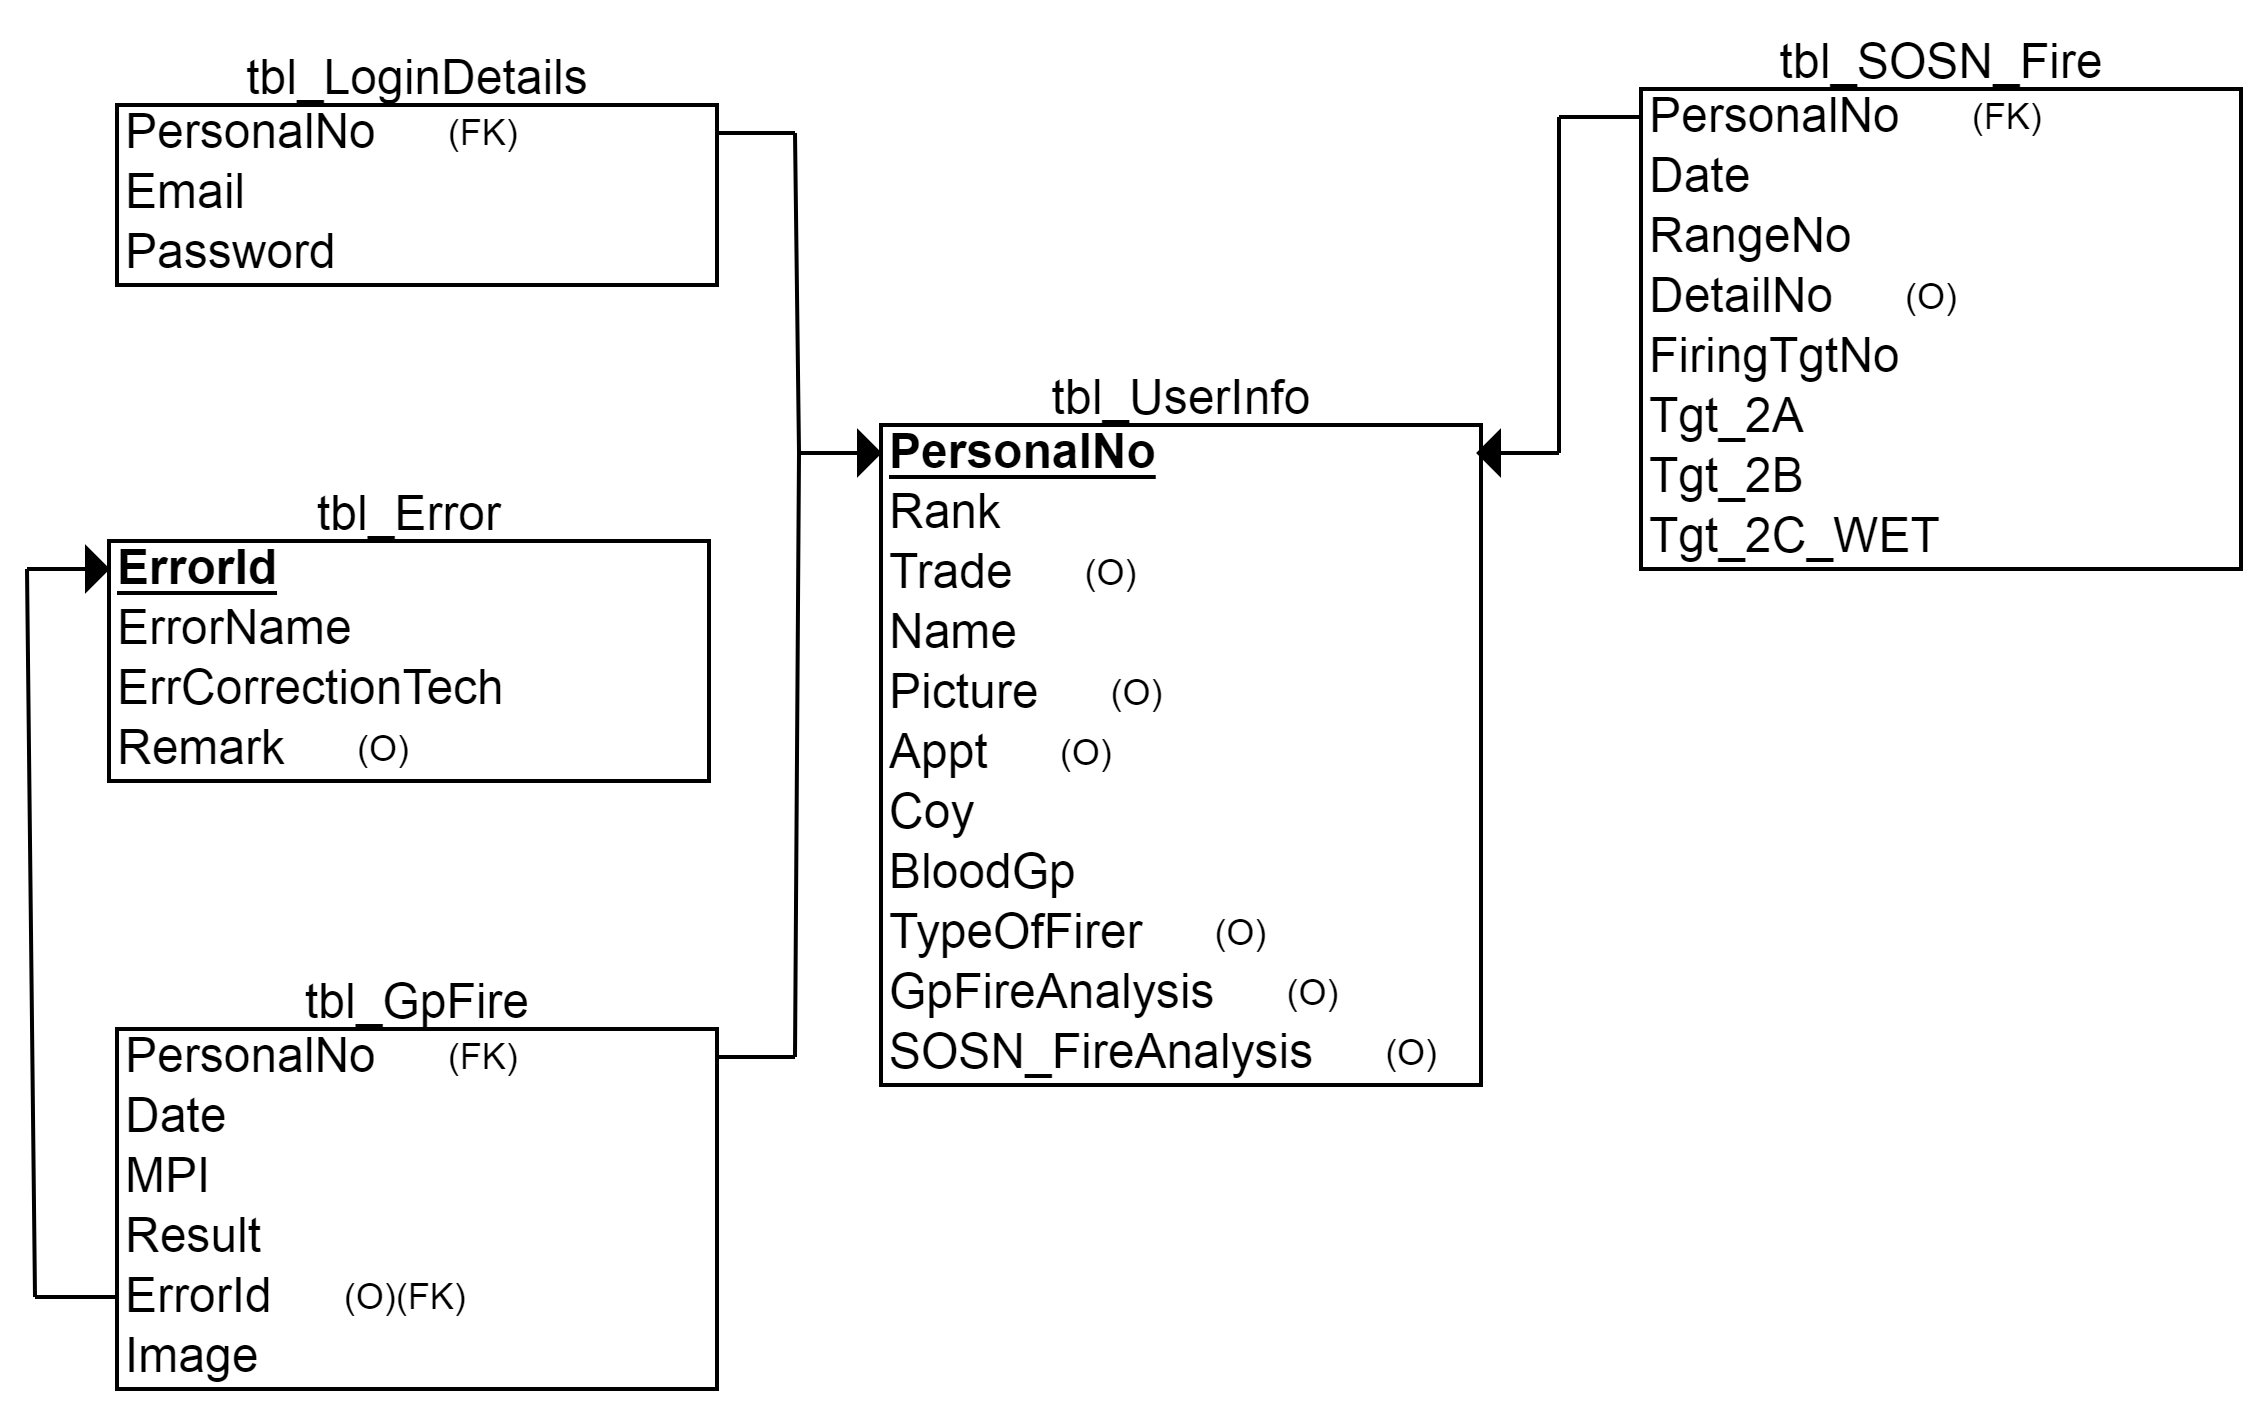 tbl_LoginDetails
PersonalNo (FK)
Email
Password
tbl_Error
ErrorId
ErrorName
ErrCorrectionTech
Remark (O)
tbl_GpFire
PersonalNo (FK)
Date
MPI
Result
ErrorId (O)(FK)
Image
tbl_UserInfo
PersonalNo
Rank
Trade (O)
Name
Picture (O)
Appt (O)
Coy
BloodGp
TypeOfFirer (O)
GpFireAnalysis (O)
SOSN_FireAnalysis (O)
tbl_SOSN_Fire
PersonalNo (FK)
Date
RangeNo
DetailNo (O)
FiringTgtNo
Tgt_2A
Tgt_2B
Tgt_2C_WET